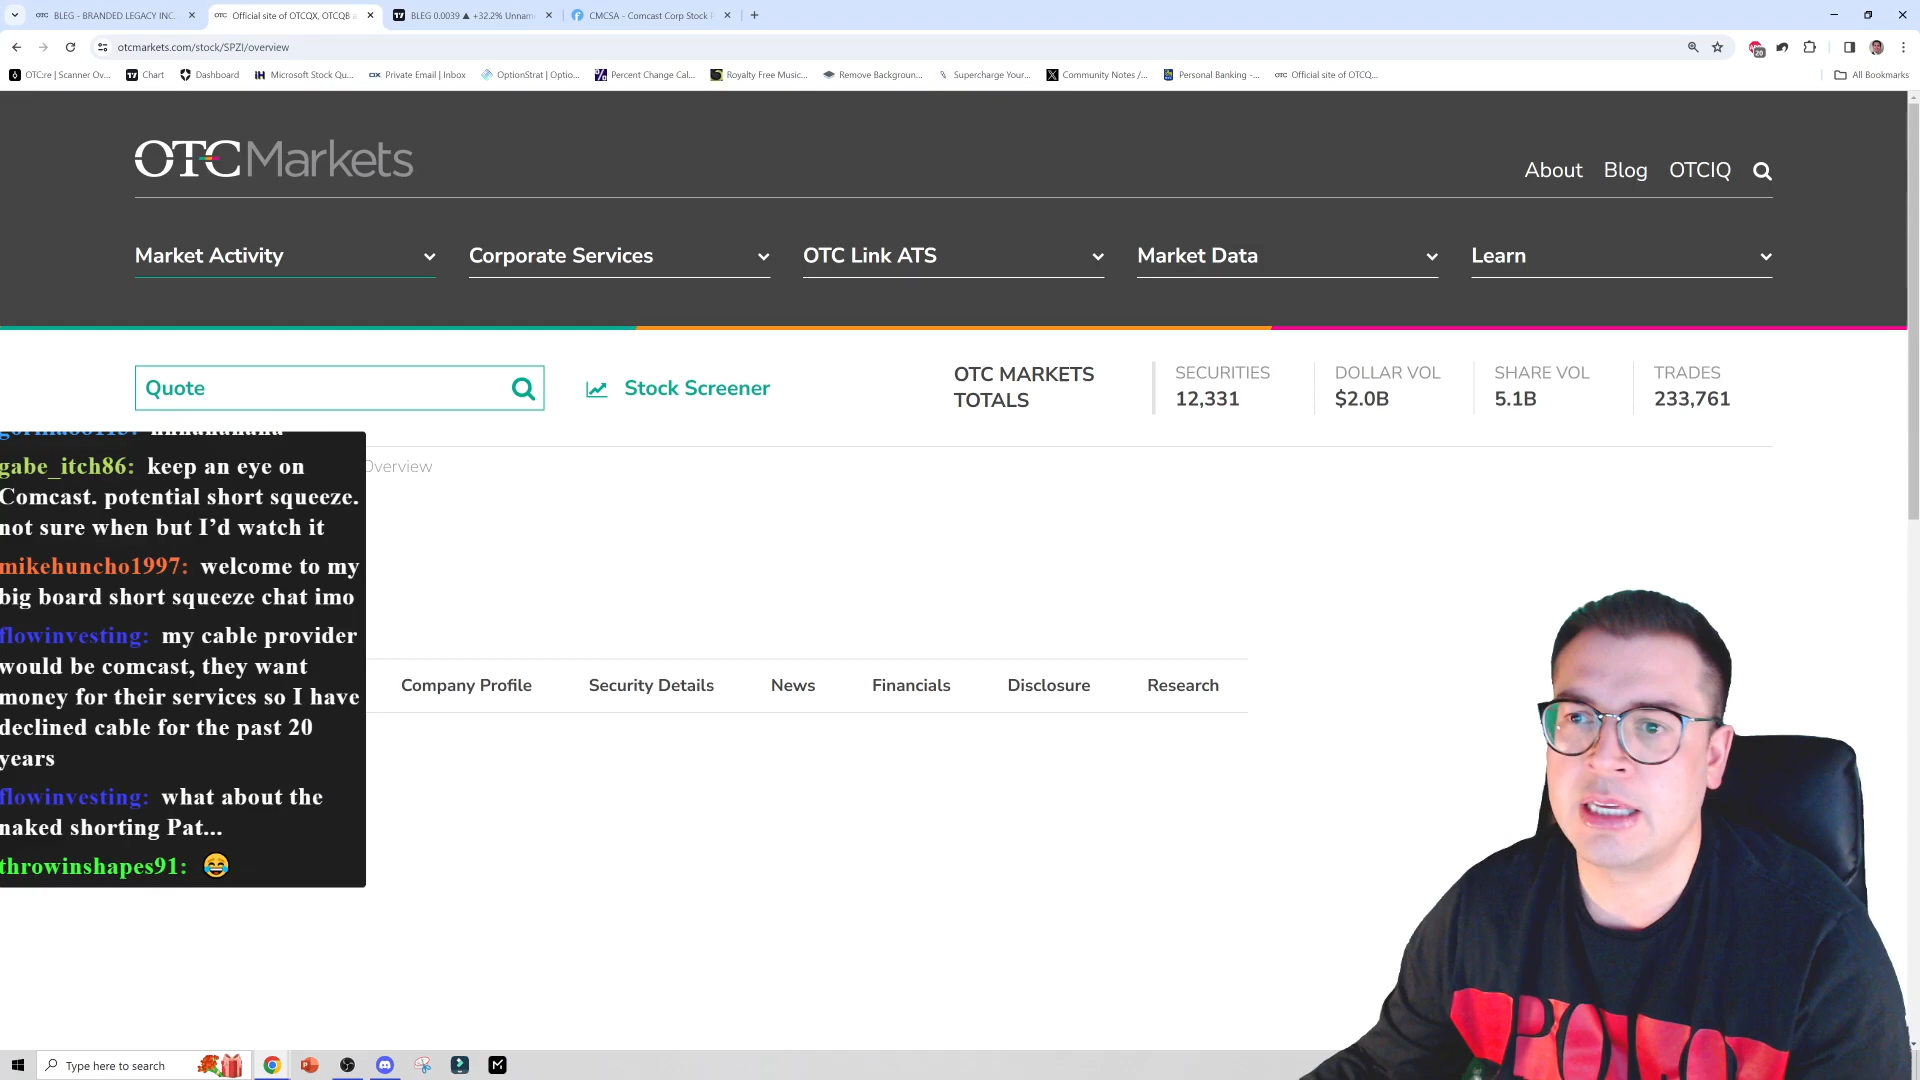 BLEG - BRANDED LEGACY INC.
Official site of OTCQX, OTCQB a
BLEG 0.0039 ▲ +32.2% Unnam
CMCSA - Comcast Corp Stock P
otcmarkets.com/stock/SPZI/overview
20
OTC:re | Scanner Ov...
Chart
Dashboard
Microsoft Stock Qu...
Private Email | Inbox
OptionStrat | Optio...
Percent Change Cal...
Royalty Free Music...
Remove Backgroun...
Supercharge Your...
Community Notes /...
Personal Banking -...
Official site of OTCQ...
All Bookmarks
OTCMarkets
About
Blog
OTCIQ
Market Activity
Corporate Services
OTC Link ATS
Market Data
Learn
Quote
Stock Screener
OTC MARKETS
TOTALS
SECURITIES
12,331
DOLLAR VOL
$2.0B
SHARE VOL
5.1B
TRADES
233,761
Overview
gabe_itch86: keep an eye on
Comcast. potential short squeeze.
not sure when but I’d watch it
mikehuncho1997: welcome to my
big board short squeeze chat imo
flowinvesting: my cable provider
would be comcast, they want
money for their services so I have
declined cable for the past 20
years
flowinvesting: what about the
naked shorting Pat...
throwinshapes91: 😂
Company Profile
Security Details
News
Financials
Disclosure
Research
POLO
Type here to search